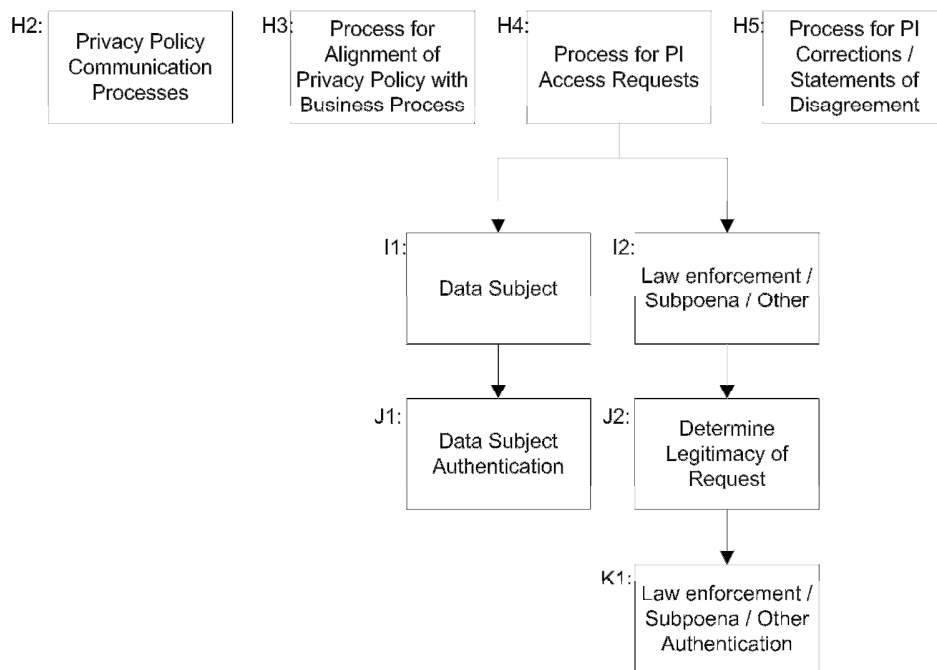 H2:
Privacy Policy
Communication
Processes
H3:
Process for
Alignment of
Privacy Policy with
Business Process
H4:
Process for PI
Access Requests
H5:
Process for PI
Corrections /
Statements of
Disagreement
I1:
Data Subject
I2:
Law enforcement /
Subpoena / Other
J1:
Data Subject
Authentication
J2:
Determine
Legitimacy of
Request
K1:
Law enforcement /
Subpoena / Other
Authentication